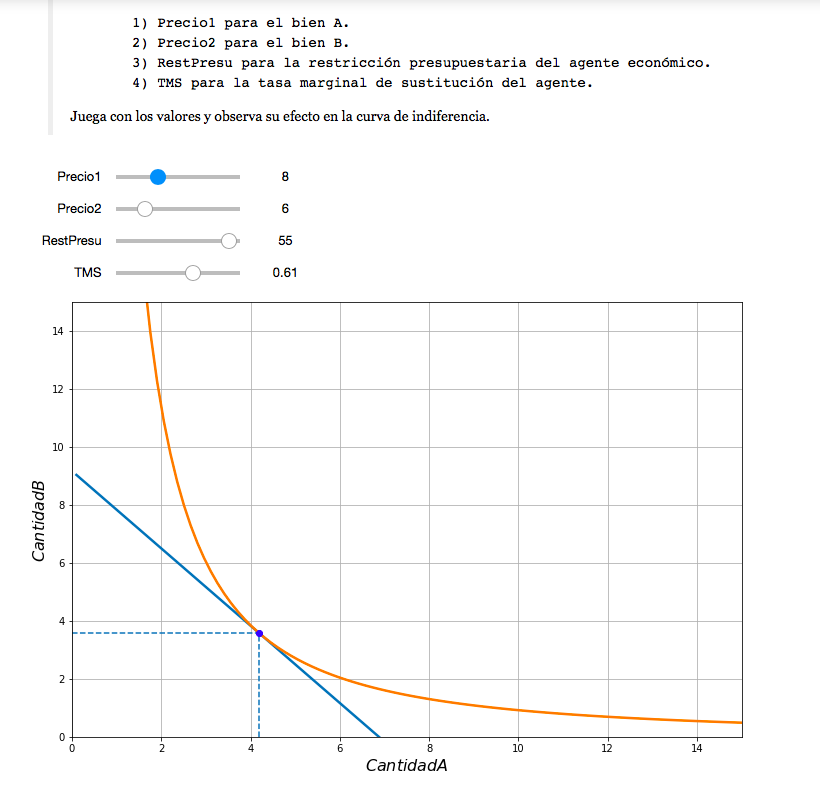 1) Precio1 para el bien A.
2) Precio2 para el bien B.
3) RestPresu para la restricción presupuestaria del agente económico.
4) TMS para la tasa marginal de sustitución del agente.
Juega con los valores y observa su efecto en la curva de indiferencia.
Precio1 8
Precio2 6
RestPresu 55
TMS 0.61
14
12
10
8
6
4
2
0
CantidadB
0 2 4 6 8 10 12 14
CantidadA